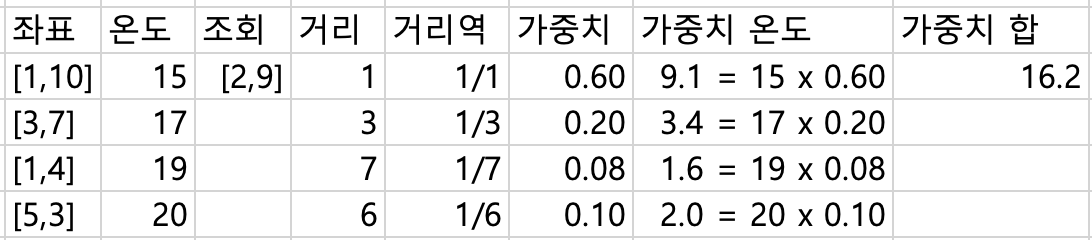 좌표 온도 조회 거리 거리역 가중치 가중치 온도 가중치 합
[1,10] 15 [2,9] 1 1/1 0.60 9.1 = 15 x 0.60 16.2
[3,7] 17 3 1/3 0.20 3.4 = 17 x 0.20
[1,4] 19 7 1/7 0.08 1.6 = 19 x 0.08
[5,3] 20 6 1/6 0.10 2.0 = 20 x 0.10